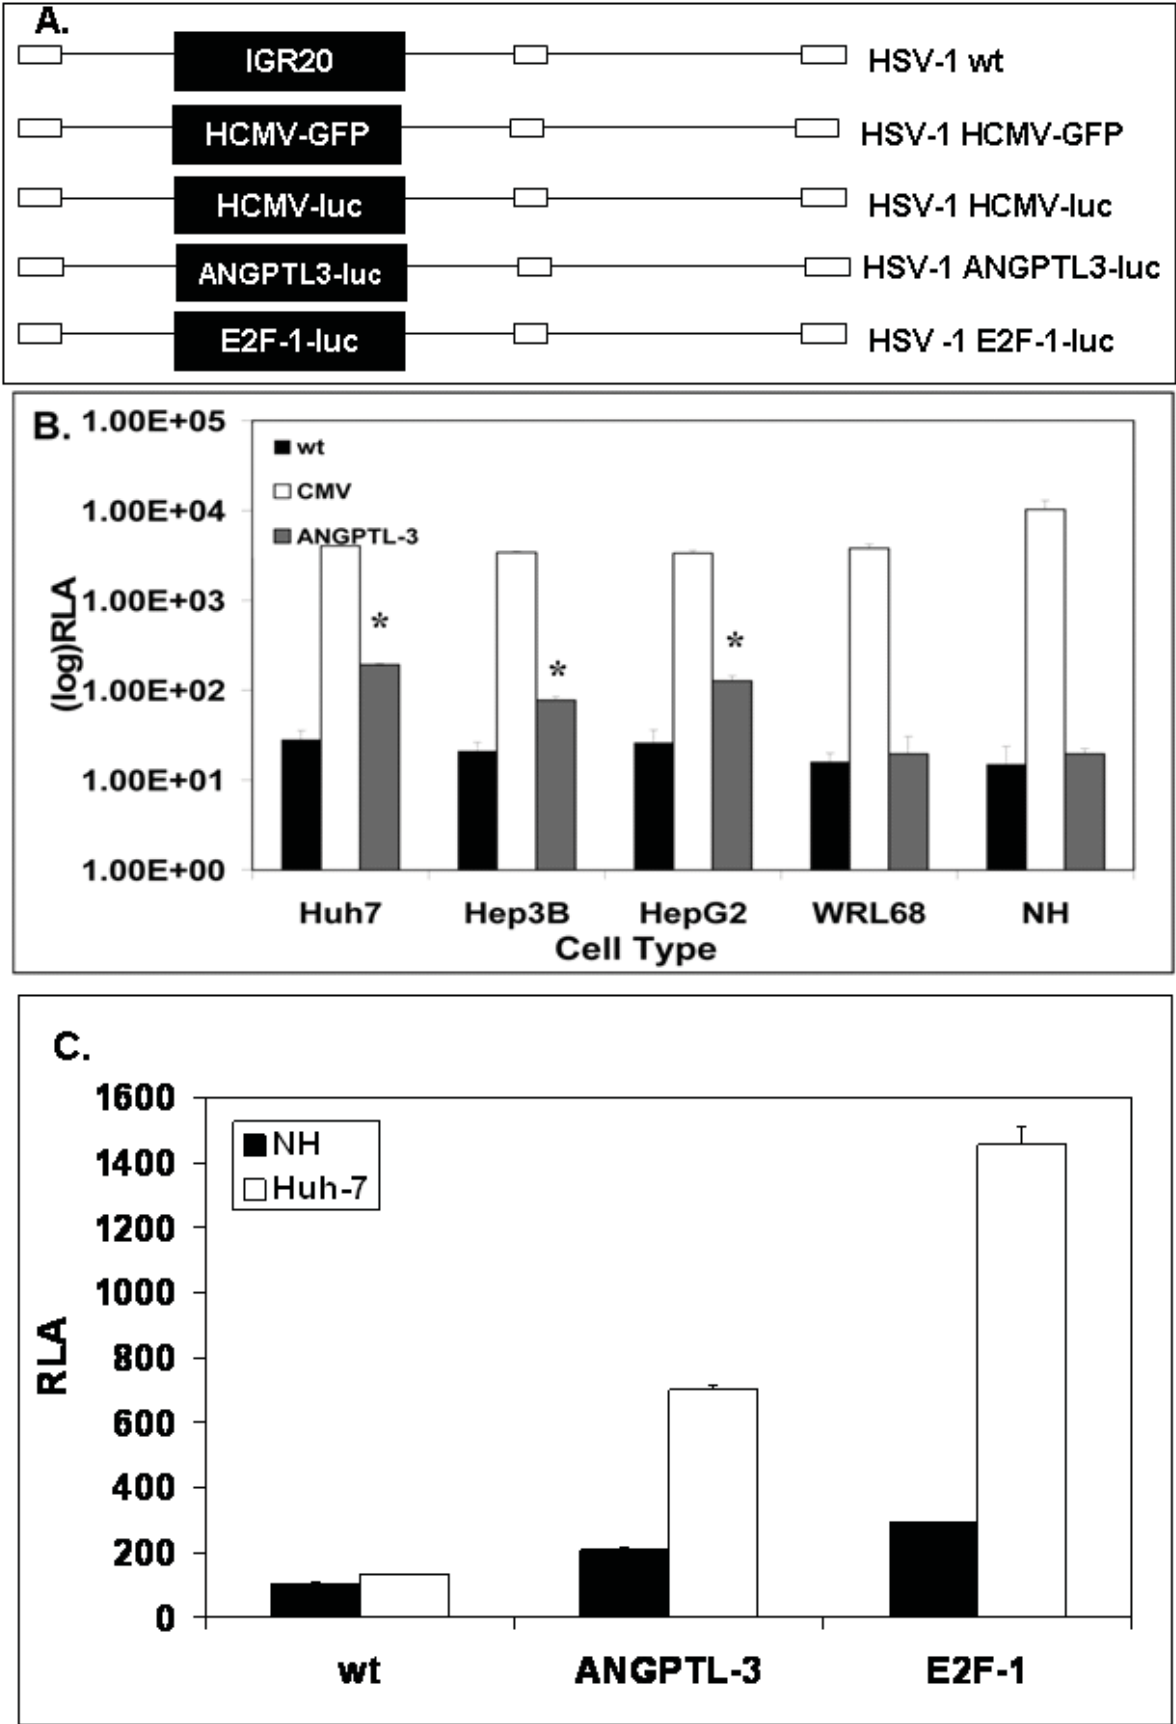 A.
IGR20 HSV-1 wt
HCMV-GFP HSV-1 HCMV-GFP
HCMV-luc HSV-1 HCMV-luc
ANGPTL3-luc HSV-1 ANGPTL3-luc
E2F-1-luc HSV -1 E2F-1-luc
B.
1.00E+05
1.00E+04
1.00E+03
1.00E+02
1.00E+01
1.00E+00
(log)RLA
wt
CMV
ANGPTL-3
*
*
*
Huh7 Hep3B HepG2 WRL68 NH
Cell Type
C.
1600
1400
1200
1000
800
600
400
200
0
RLA
NH
Huh-7
wt ANGPTL-3 E2F-1